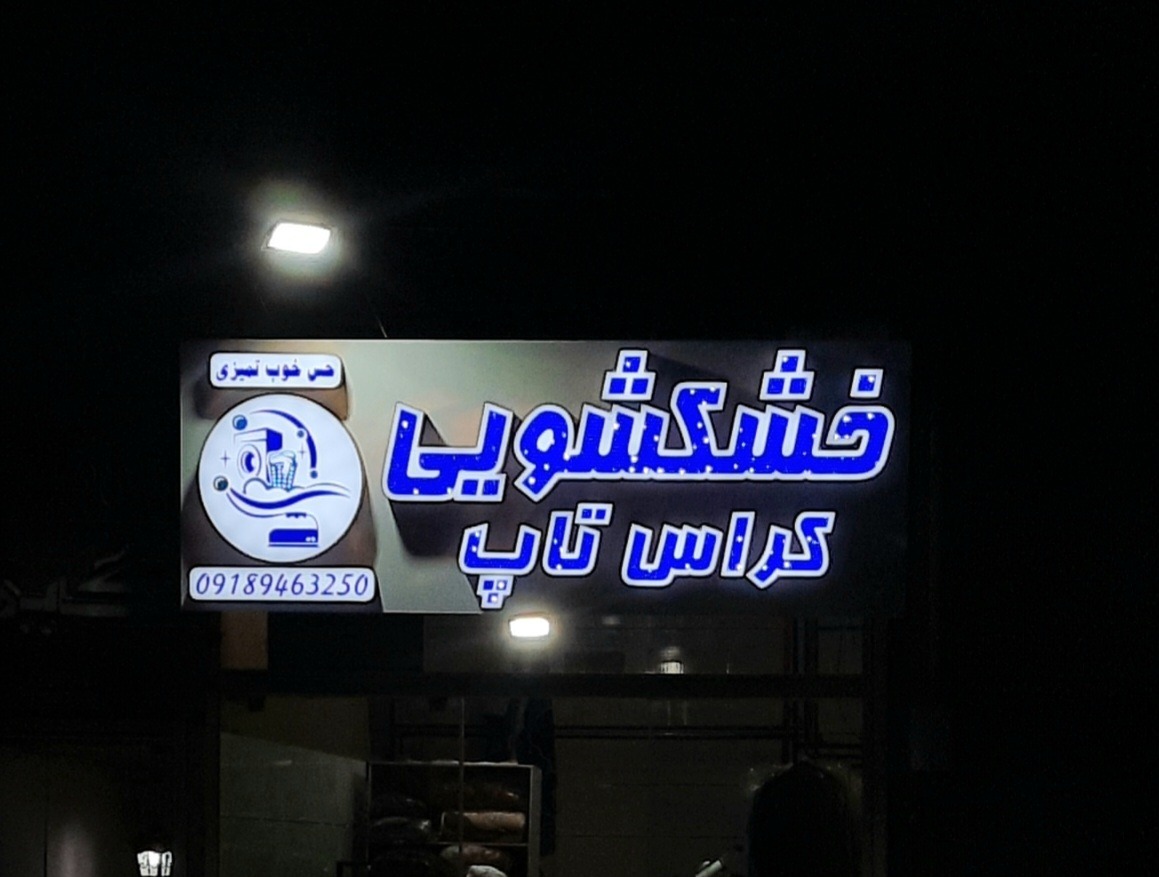 خشکشویی
کراس تاپ
حس خوب تمیزی
09189463250